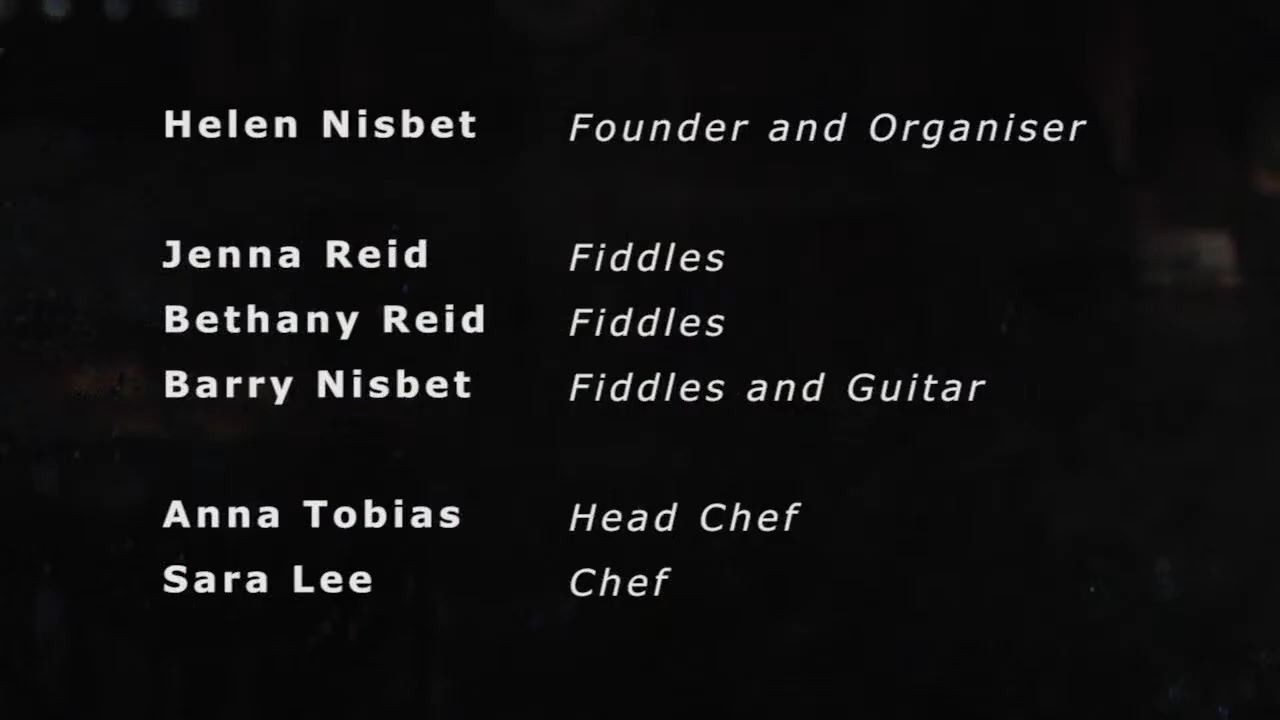 Helen Nisbet Founder and Organiser
Jenna Reid Fiddles
Bethany Reid Fiddles
Barry Nisbet Fiddles and Guitar
Anna Tobias Head Chef
Sara Lee Chef